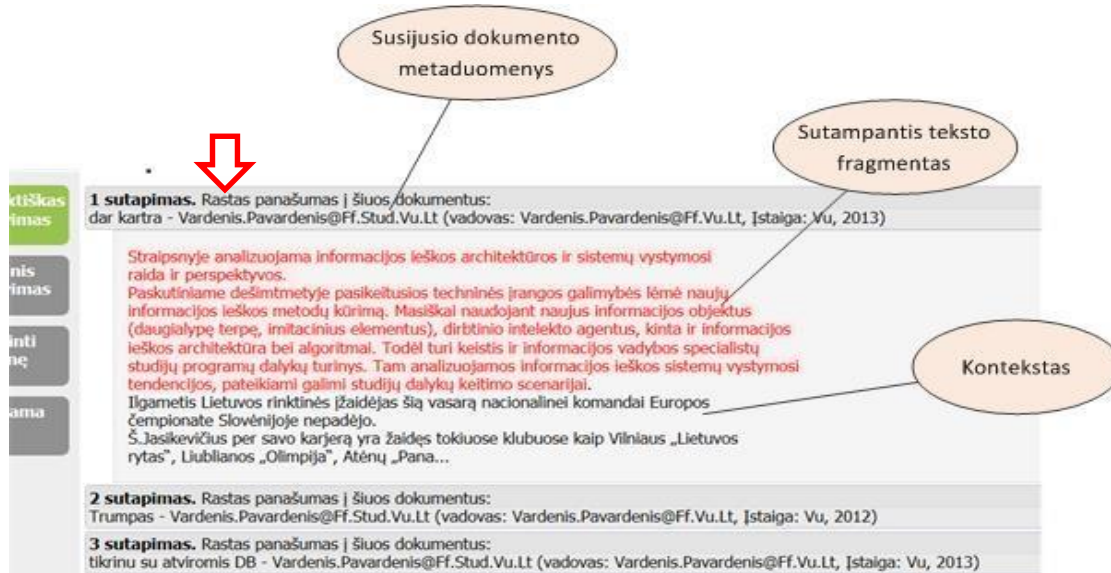 Susijusio dokumento
metaduomenys
Sutampantis teksto
fragmentas
Kontekstas
1 sutapimas. Rastas panašumas į šiuos dokumentus:
dar kartra - Vardenis.Pavardenis@Ff.Stud.Vu.Lt (vadovas: Vardenis.Pavardenis@Ff.Vu.Lt, Įstaiga: Vu, 2013)
Straipsnyje analizuojama informacijos ieškos architektūros ir sistemų vystymosi
raida ir perspektyvos.
Paskutiniame dešimtmetyje pasikeitusios techninės įrangos galimybės lėmė naujų
informacijos ieškos metodų kūrimą. Masiškai naudojant naujus informacijos objektus
(daugialypę terpę, imitacinius elementus), dirbtinio intelekto agentus, kinta ir informacijos
ieškos architektūra bei algoritmai. Todėl turi keistis ir informacijos vadybos specialistų
studijų programų dalykų turinys. Tam analizuojamos informacijos ieškos sistemų vystymosi
tendencijos, pateikiami galimi studijų dalykų keitimo scenarijai.
Ilgametis Lietuvos rinktinės įžaidėjas šią vasarą nacionalinei komandai Europos
čempionate Slovėnijoje nepadėjo.
Š.Jasikevičius per savo karjerą yra žaidęs tokiuose klubuose kaip Vilniaus „Lietuvos
rytas“, Liublianos „Olimpija“, Atėnų „Pana...
2 sutapimas. Rastas panašumas į šiuos dokumentus:
Trumpas - Vardenis.Pavardenis@Ff.Stud.Vu.Lt (vadovas: Vardenis.Pavardenis@Ff.Vu.Lt, Įstaiga: Vu, 2012)
3 sutapimas. Rastas panašumas į šiuos dokumentus:
tikrinu su atviromis DB - Vardenis.Pavardenis@Ff.Stud.Vu.Lt (vadovas: Vardenis.Pavardenis@Ff.Vu.Lt, Įstaiga: Vu, 2013)